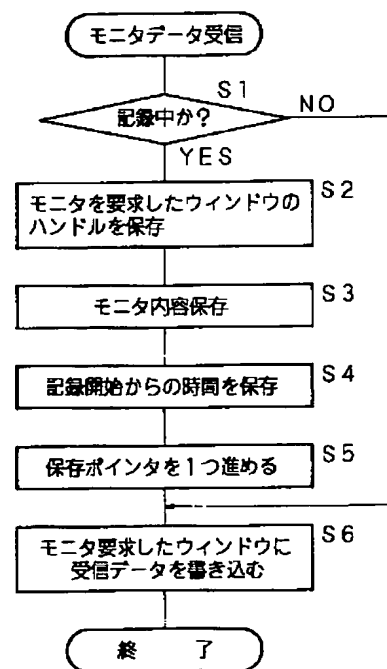 モニタデータ受信
S1
記録中か?
NO
YES
モニタを要求したウィンドウの
ハンドルを保存
S2
モニタ内容保存
S3
記録開始からの時間を保存
S4
保存ポインタを1つ進める
S5
モニタ要求したウィンドウに
受信データを書き込む
S6
終 了